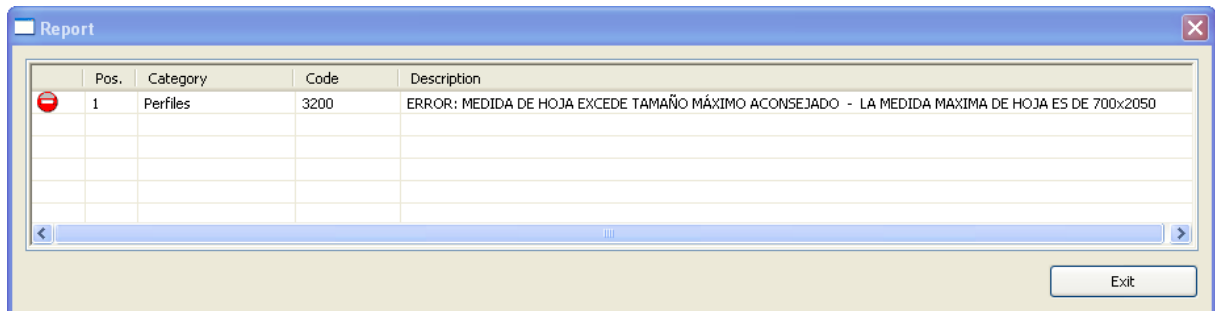 Report
Pos. Category Code Description
1 Perfiles 3200 ERROR: MEDIDA DE HOJA EXCEDE TAMAÑO MÁXIMO ACONSEJADO - LA MEDIDA MAXIMA DE HOJA ES DE 700x2050
Exit